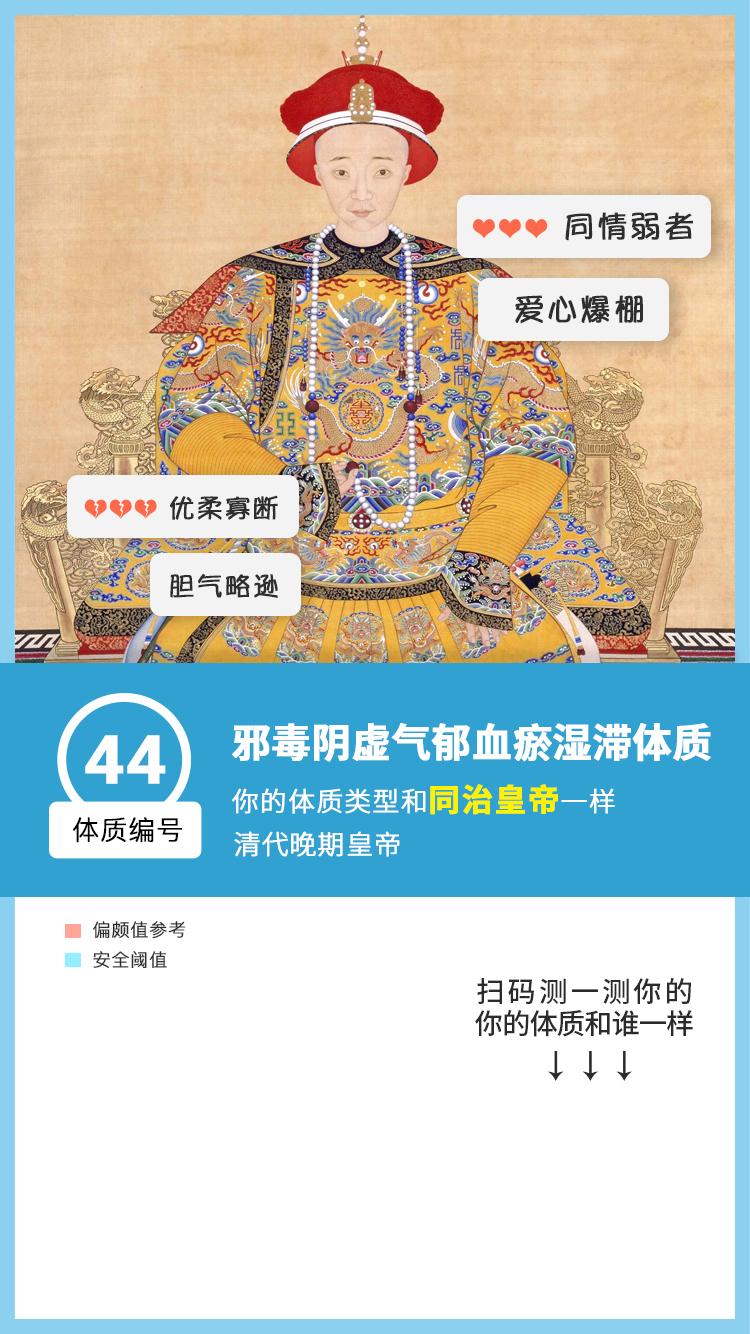 同情弱者
爱心爆棚
优柔寡断
胆气略逊
44
体质编号
邪毒阴虚气郁血瘀湿滞体质
你的体质类型和同治皇帝一样
清代晚期皇帝
偏颇值参考
安全阈值
扫码测一测你的
你的体质和谁一样
↓ ↓ ↓